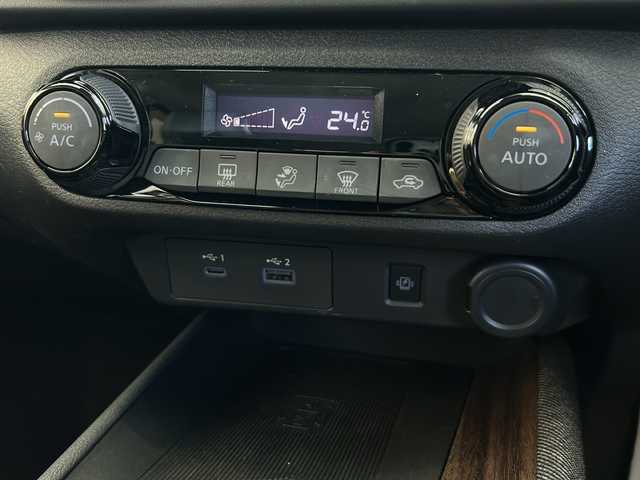 24.0°C
PUSH
A/C
PUSH
AUTO
ON·OFF
REAR
FRONT
1
2